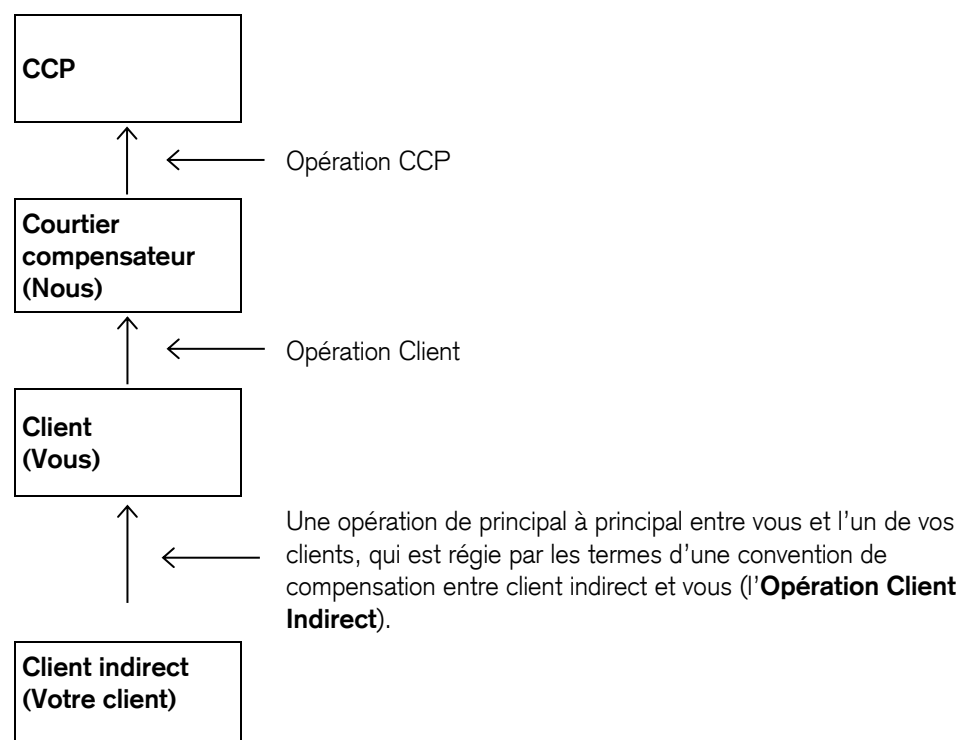 CCP
Opération CCP
Courtier
compensateur
(Nous)
Opération Client
Client
(Vous)
Une opération de principal à principal entre vous et l’un de vos
clients, qui est régie par les termes d’une convention de
compensation entre client indirect et vous (l’Opération Client
Indirect).
Client indirect
(Votre client)